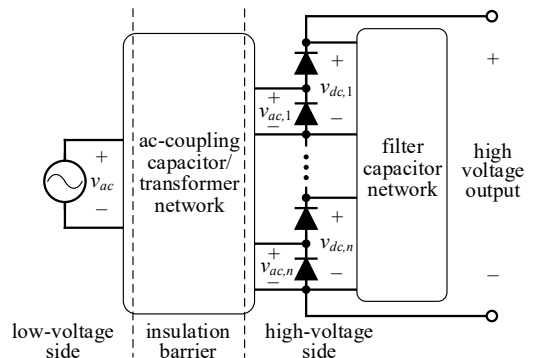 +
v_ac
−
ac-coupling
capacitor/
transformer
network
+
v_ac,1
−
+
v_dc,1
−
+
v_ac,n
−
+
v_dc,n
−
filter
capacitor
network
+
high
voltage
output
−
low-voltage
side
insulation
barrier
high-voltage
side